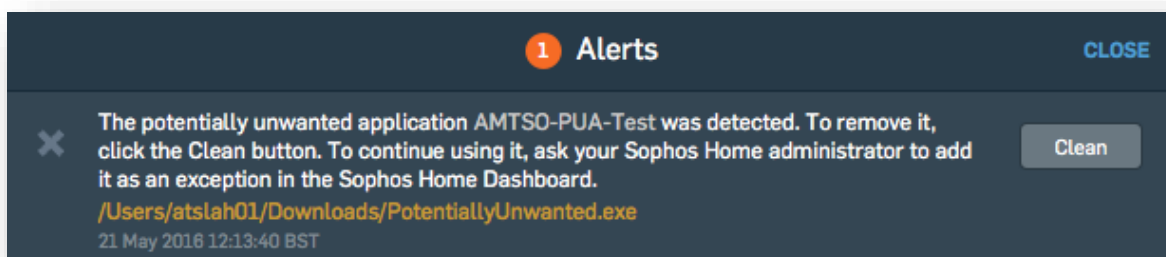 1 Alerts CLOSE
The potentially unwanted application AMTSO-PUA-Test was detected. To remove it,
click the Clean button. To continue using it, ask your Sophos Home administrator to add
it as an exception in the Sophos Home Dashboard.
Clean
/Users/atslah01/Downloads/PotentiallyUnwanted.exe
21 May 2016 12:13:40 BST